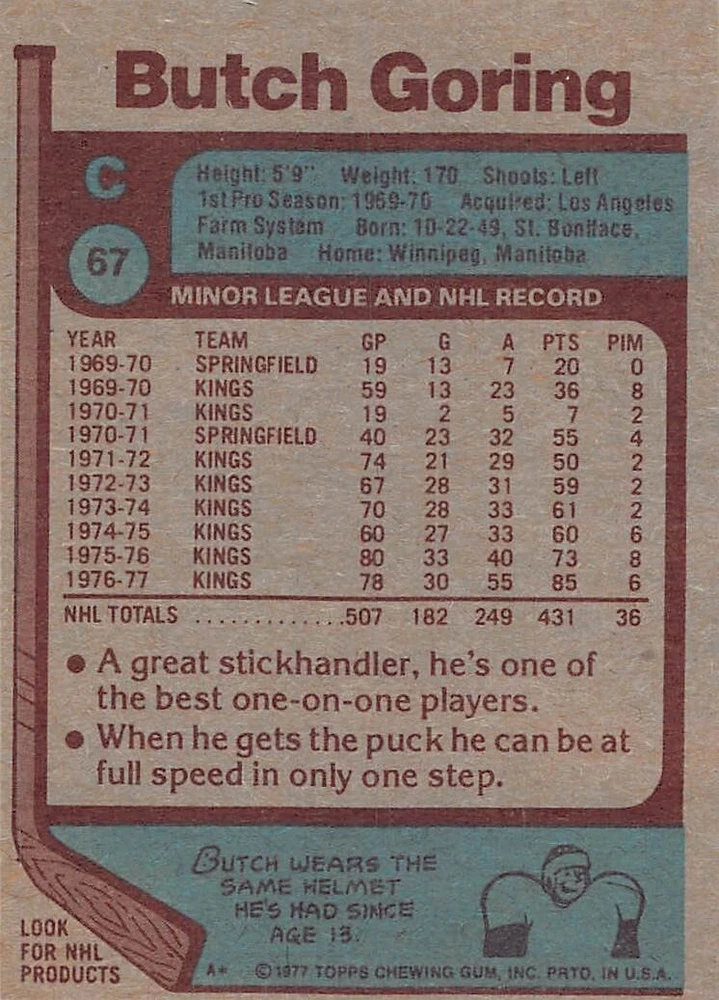 Butch Goring
C
67
Height: 5'9" Weight: 170 Shoots: Left
1st Pro Season: 1969-70 Acquired: Los Angeles
Farm System Born: 10-22-49, St. Boniface,
Manitoba Home: Winnipeg, Manitoba
MINOR LEAGUE AND NHL RECORD
YEAR TEAM GP G A PTS PIM
1969-70 SPRINGFIELD 19 13 7 20 0
1969-70 KINGS 59 13 23 36 8
1970-71 KINGS 19 2 5 7 2
1970-71 SPRINGFIELD 40 23 32 55 4
1971-72 KINGS 74 21 29 50 2
1972-73 KINGS 67 28 31 59 2
1973-74 KINGS 70 28 33 61 2
1974-75 KINGS 60 27 33 60 6
1975-76 KINGS 80 33 40 73 8
1976-77 KINGS 78 30 55 85 6
NHL TOTALS ............507 182 249 431 36
• A great stickhandler, he's one of
the best one-on-one players.
• When he gets the puck he can be at
full speed in only one step.
BUTCH WEARS THE
SAME HELMET
HE'S HAD SINCE
AGE 13.
LOOK
FOR NHL
PRODUCTS
A* ©1977 TOPPS CHEWING GUM, INC. PRTD. IN U.S.A.